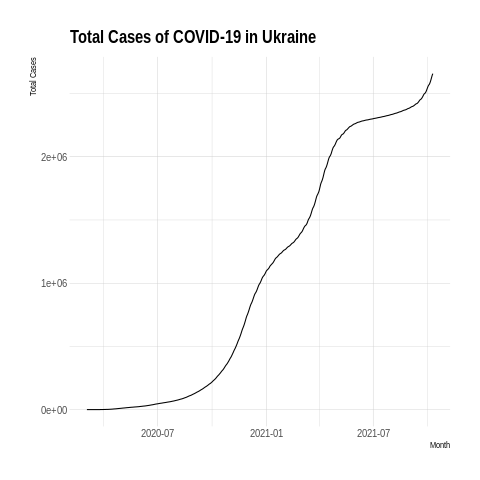 Total Cases of COVID-19 in Ukraine
Total Cases
2e+06
1e+06
0e+00
2020-07
2021-01
2021-07
Month